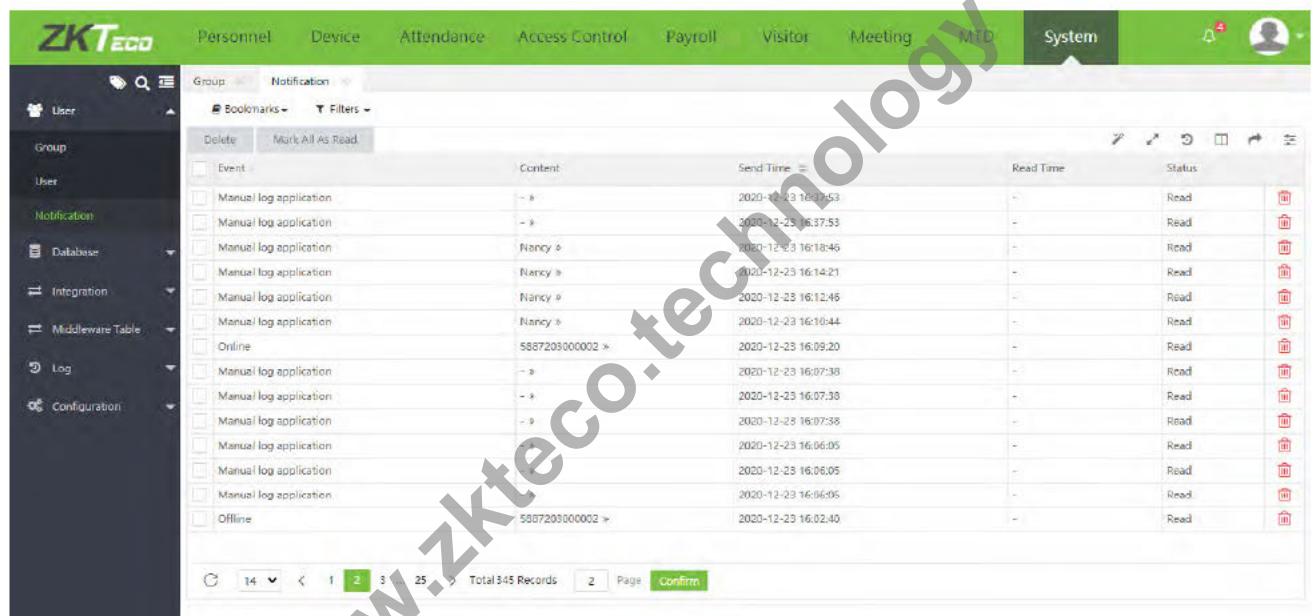 ZKTeco Personnel Device Attendance Access Control Payroll Visitor Meeting MTD System 4
Group Notification
User
Bookmarks Filters
Group
Delete Mark All As Read
Event Content Send Time Read Time Status
User
Manual log application - » 2020-12-23 16:37:53 - Read
Notification
Manual log application - » 2020-12-23 16:37:53 - Read
Database
Manual log application Nancy » 2020-12-23 16:18:46 - Read
Manual log application Nancy » 2020-12-23 16:14:21 - Read
Integration
Manual log application Nancy » 2020-12-23 16:12:46 - Read
Middleware Table
Manual log application Nancy » 2020-12-23 16:10:44 - Read
Online 5887203000002 » 2020-12-23 16:09:20 - Read
Log
Manual log application - » 2020-12-23 16:07:38 - Read
Manual log application - » 2020-12-23 16:07:38 - Read
Configuration
Manual log application - » 2020-12-23 16:07:38 - Read
Manual log application - » 2020-12-23 16:06:05 - Read
Manual log application - » 2020-12-23 16:06:05 - Read
Manual log application - » 2020-12-23 16:06:05 - Read
Offline 5887203000002 » 2020-12-23 16:02:40 - Read
14 < 1 2 3 ... 25 > Total 345 Records 2 Page Confirm
w.zkteco.technology